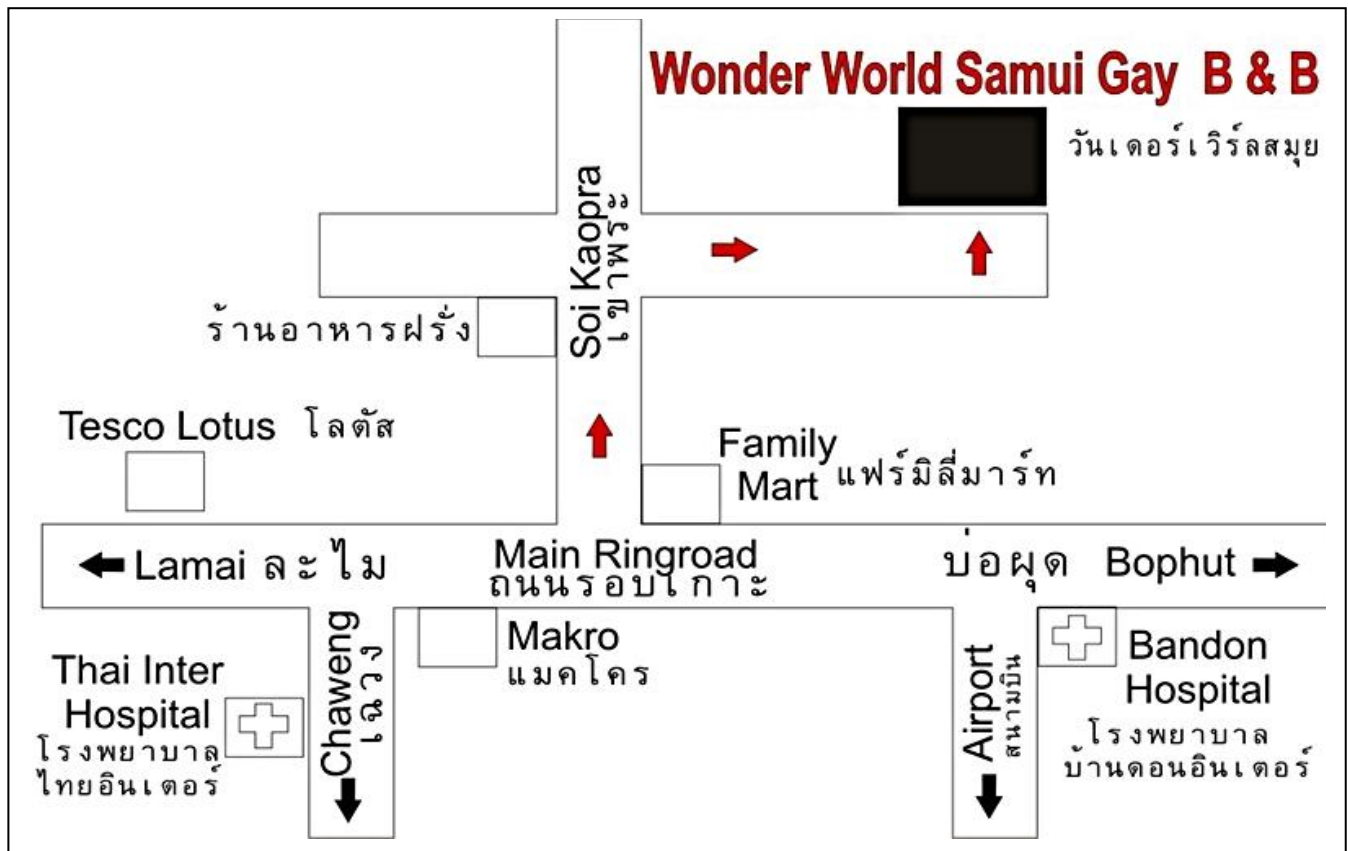 Wonder World Samui Gay B & B
วันเดอร์เวิร์ลสมุย
Soi Kaopra
เขาพระ
ร้านอาหารฝรั่ง
Tesco Lotus โลตัส
Family
Mart แฟร์มิลี่มาร์ท
Lamai ละไม
Main Ringroad
ถนนรอบเกาะ
บ่อผุด Bophut
Chaweng
เฉวง
Makro
แมคโคร
Airport
สนามบิน
Thai Inter
Hospital
โรงพยาบาล
ไทยอินเตอร์
Bandon
Hospital
โรงพยาบาล
บ้านดอนอินเตอร์